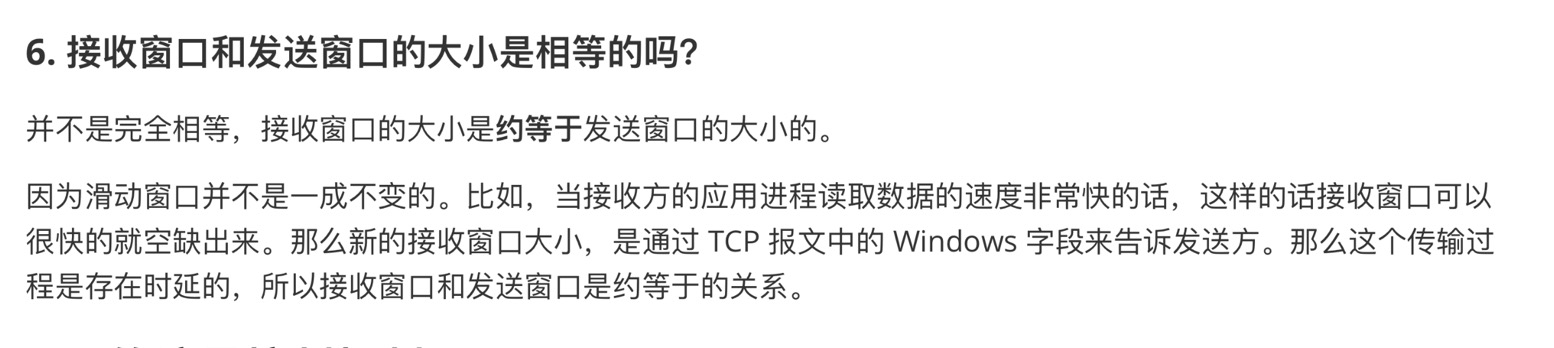 6. 接收窗口和发送窗口的大小是相等的吗？
并不是完全相等，接收窗口的大小是约等于发送窗口的大小的。
因为滑动窗口并不是一成不变的。比如，当接收方的应用进程读取数据的速度非常快的话，这样的话接收窗口可以
很快的就空缺出来。那么新的接收窗口大小，是通过 TCP 报文中的 Windows 字段来告诉发送方。那么这个传输过
程是存在时延的，所以接收窗口和发送窗口是约等于的关系。